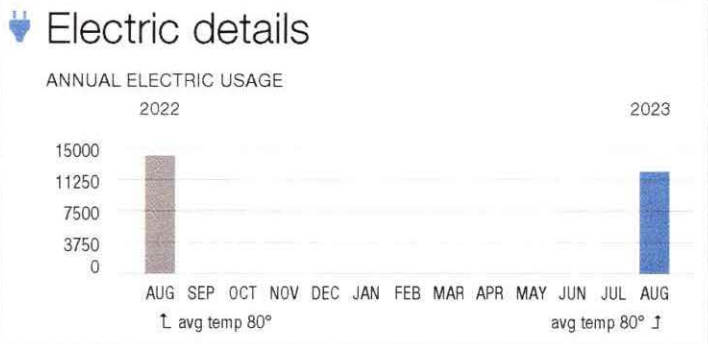 Electric details
ANNUAL ELECTRIC USAGE
2022 2023
15000
11250
7500
3750
0
AUG SEP OCT NOV DEC JAN FEB MAR APR MAY JUN JUL AUG
avg temp 80° avg temp 80°